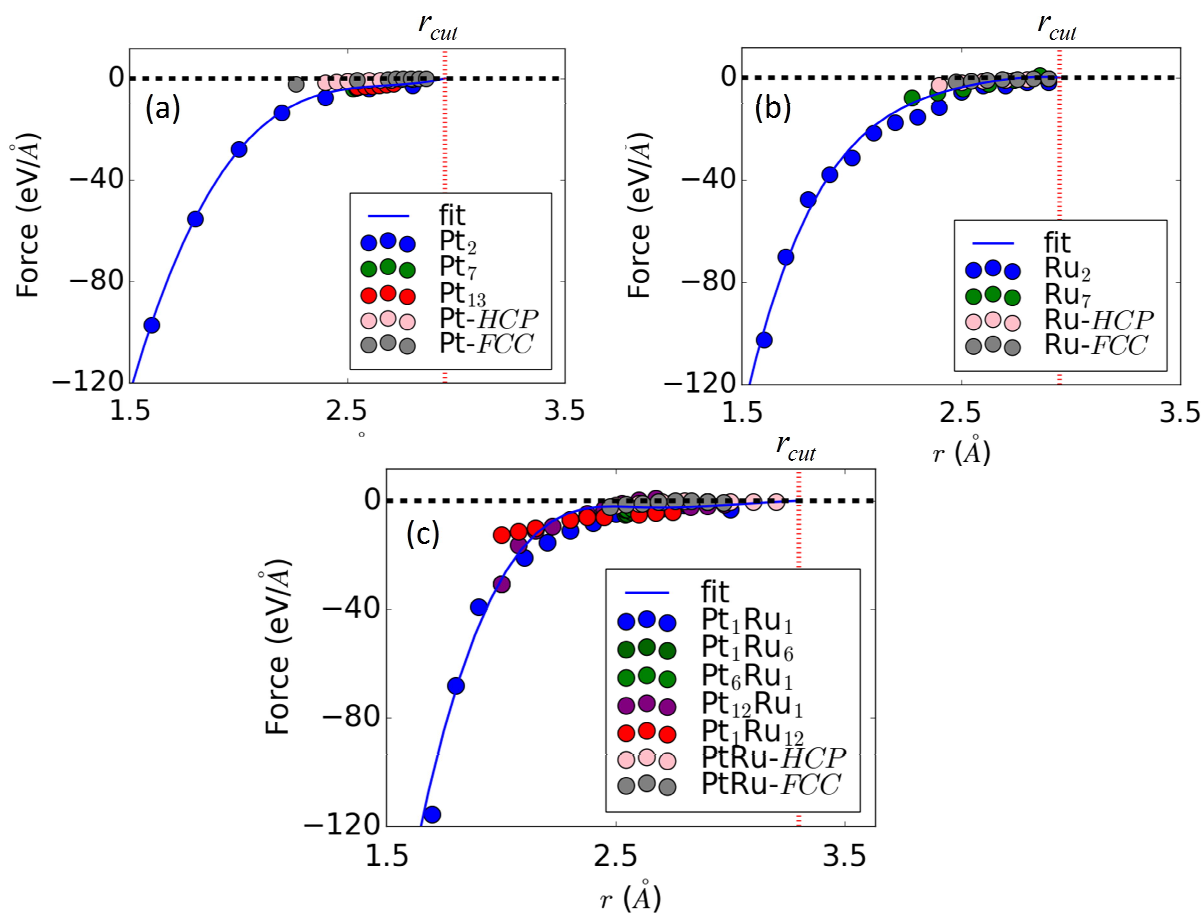 r_cut
0
−40
−80
−120
Force (eV/Å)
(a)
fit
Pt₂
Pt₇
Pt₁₃
Pt-HCP
Pt-FCC
1.5 2.5 3.5
r_cut
0
−40
−80
−120
Force (eV/Å)
(b)
fit
Ru₂
Ru₇
Ru-HCP
Ru-FCC
1.5 2.5 3.5
r (Å)
r_cut
0
−40
−80
−120
Force (eV/Å)
(c)
fit
Pt₁Ru₁
Pt₁Ru₆
Pt₆Ru₁
Pt₁₂Ru₁
Pt₁Ru₁₂
PtRu-HCP
PtRu-FCC
1.5 2.5 3.5
r (Å)